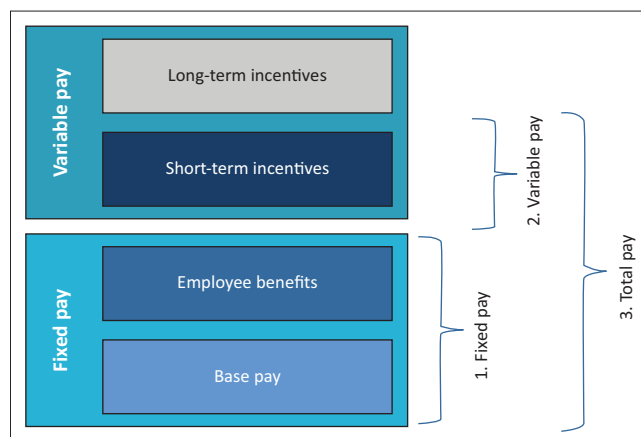 Variable pay
Long-term incentives
Short-term incentives
2. Variable pay
Fixed pay
Employee benefits
Base pay
1. Fixed pay
3. Total pay